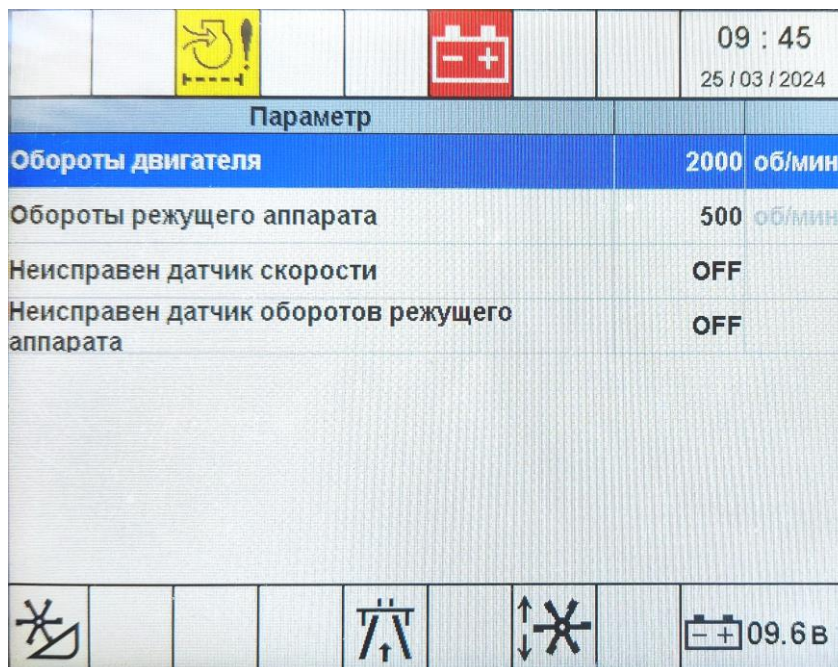 09 : 45
25 / 03 / 2024
Параметр
Обороты двигателя 2000 об/мин
Обороты режущего аппарата 500 об/мин
Неисправен датчик скорости OFF
Неисправен датчик оборотов режущего
аппарата OFF
09.6 в